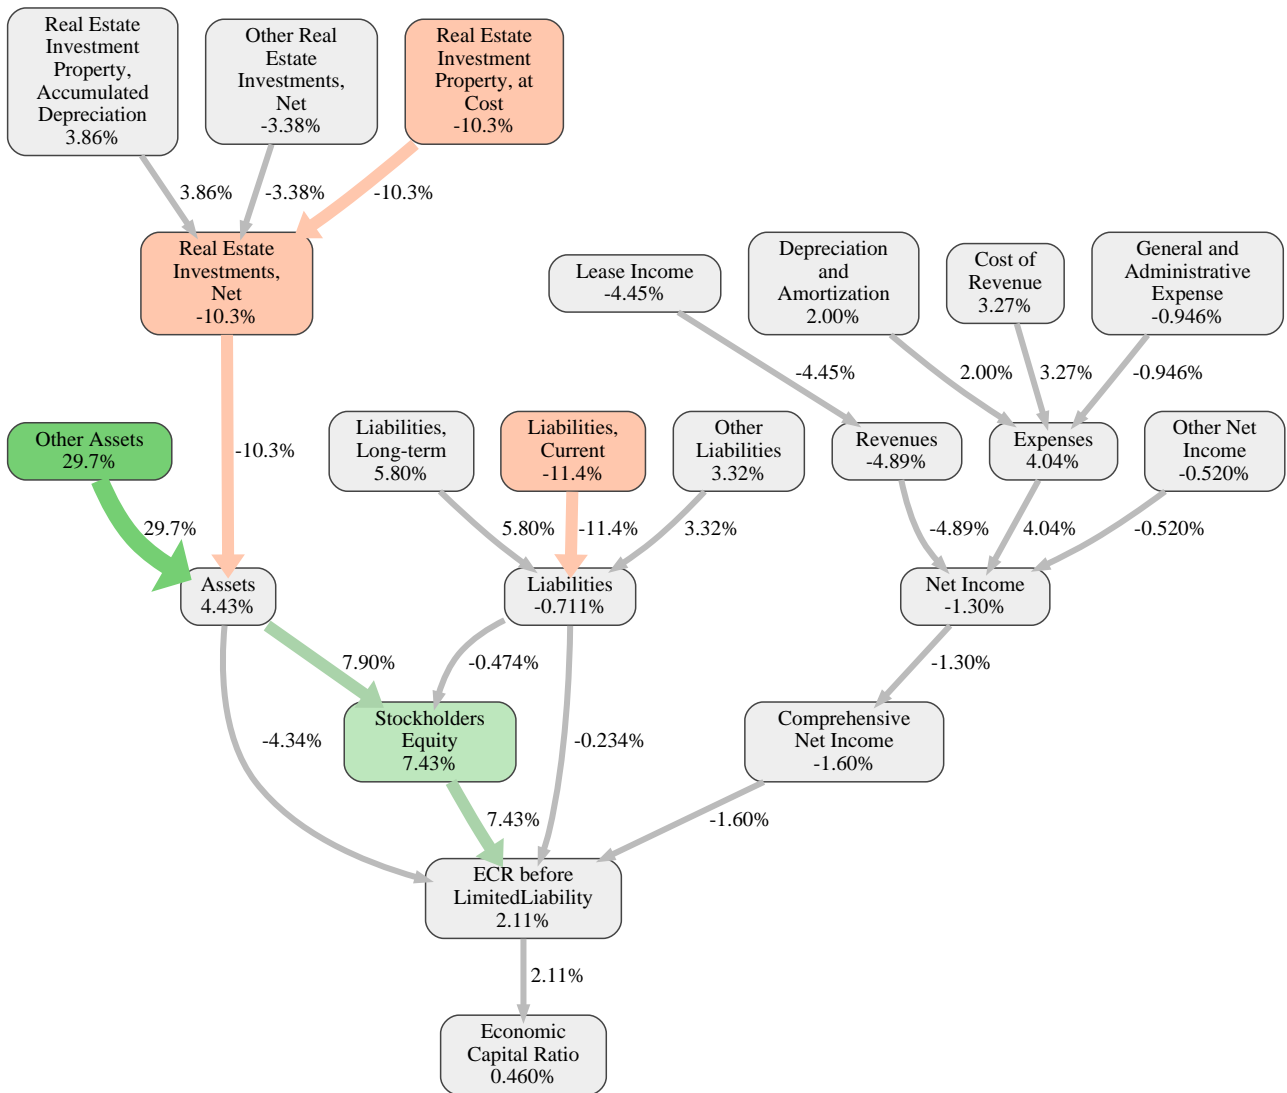 Real Estate
Investment
Property,
Accumulated
Depreciation
3.86%
Other Real
Estate
Investments,
Net
-3.38%
Real Estate
Investment
Property, at
Cost
-10.3%
3.86%
-3.38%
-10.3%
Real Estate
Investments,
Net
-10.3%
Lease Income
-4.45%
Depreciation
and
Amortization
2.00%
Cost of
Revenue
3.27%
General and
Administrative
Expense
-0.946%
-4.45%
2.00%
3.27%
-0.946%
Other Assets
29.7%
-10.3%
Liabilities,
Long-term
5.80%
Liabilities,
Current
-11.4%
Other
Liabilities
3.32%
Revenues
-4.89%
Expenses
4.04%
Other Net
Income
-0.520%
29.7%
5.80%
-11.4%
3.32%
-4.89%
4.04%
-0.520%
Assets
4.43%
Liabilities
-0.711%
Net Income
-1.30%
7.90%
-0.474%
-1.30%
-4.34%
Stockholders
Equity
7.43%
-0.234%
Comprehensive
Net Income
-1.60%
7.43%
-1.60%
ECR before
LimitedLiability
2.11%
2.11%
Economic
Capital Ratio
0.460%